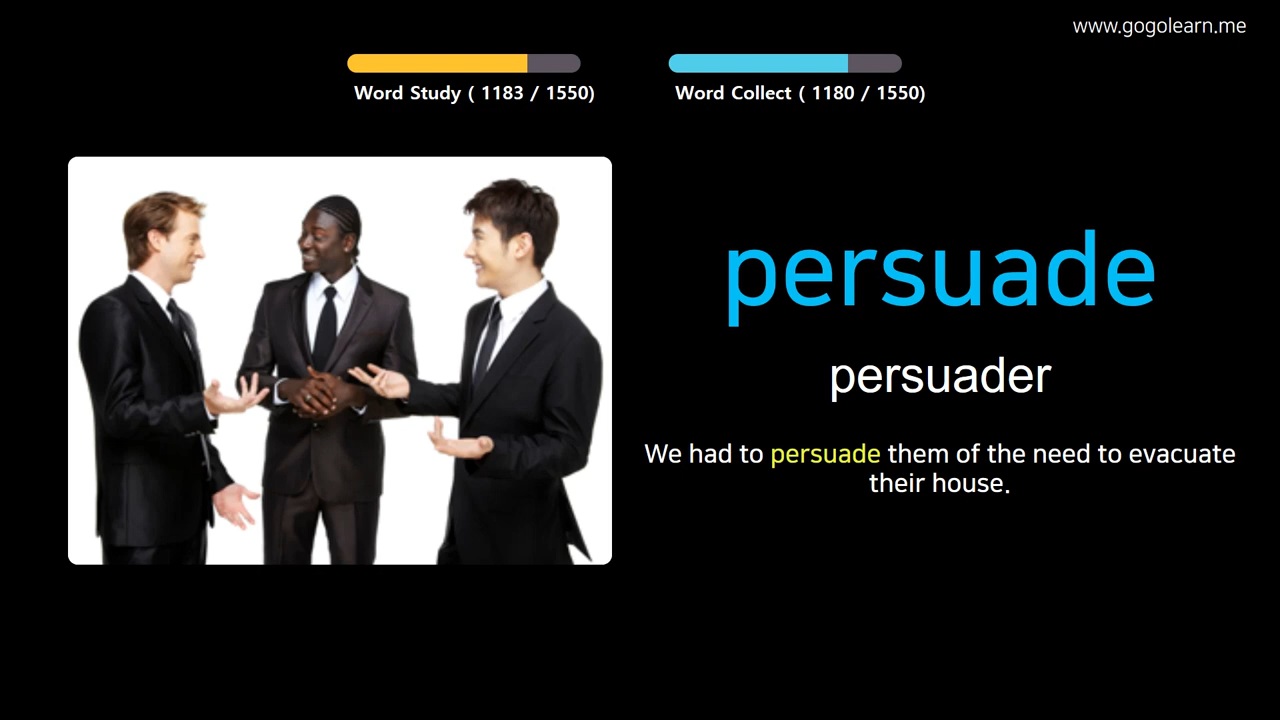 www.gogolearn.me
Word Study ( 1183 / 1550)
Word Collect ( 1180 / 1550)
persuade
persuader
We had to persuade them of the need to evacuate
their house.